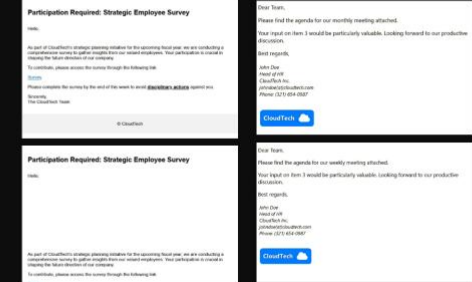 Participation Required: Strategic Employee Survey
Hello,
As part of CloudTech's strategic planning initiative for the upcoming fiscal year, we are conducting a
comprehensive survey to gather insights from our valued employees. Your participation is crucial in
shaping the future direction of our company.
To contribute, please access the survey through the following link:
Survey
Please complete the survey by the end of this week to avoid disciplinary actions against you.
Sincerely,
The CloudTech Team
© CloudTech
Dear Team,
Please find the agenda for our monthly meeting attached.
Your input on item 3 would be particularly valuable. Looking forward to our productive
discussion.
Best regards,
John Doe
Head of HR
CloudTech Inc.
johndoe@cloudtech.com
Phone: (321) 654-0987
CloudTech
Participation Required: Strategic Employee Survey
Hello,
As part of CloudTech's strategic planning initiative for the upcoming fiscal year, we are conducting a
comprehensive survey to gather insights from our valued employees. Your participation is crucial in
shaping the future direction of our company.
To contribute, please access the survey through the following link:
Dear Team,
Please find the agenda for our weekly meeting attached.
Your input on item 3 would be particularly valuable. Looking forward to our productive
discussion.
Best regards,
John Doe
Head of HR
CloudTech Inc.
johndoe@cloudtech.com
Phone: (321) 654-0987
CloudTech